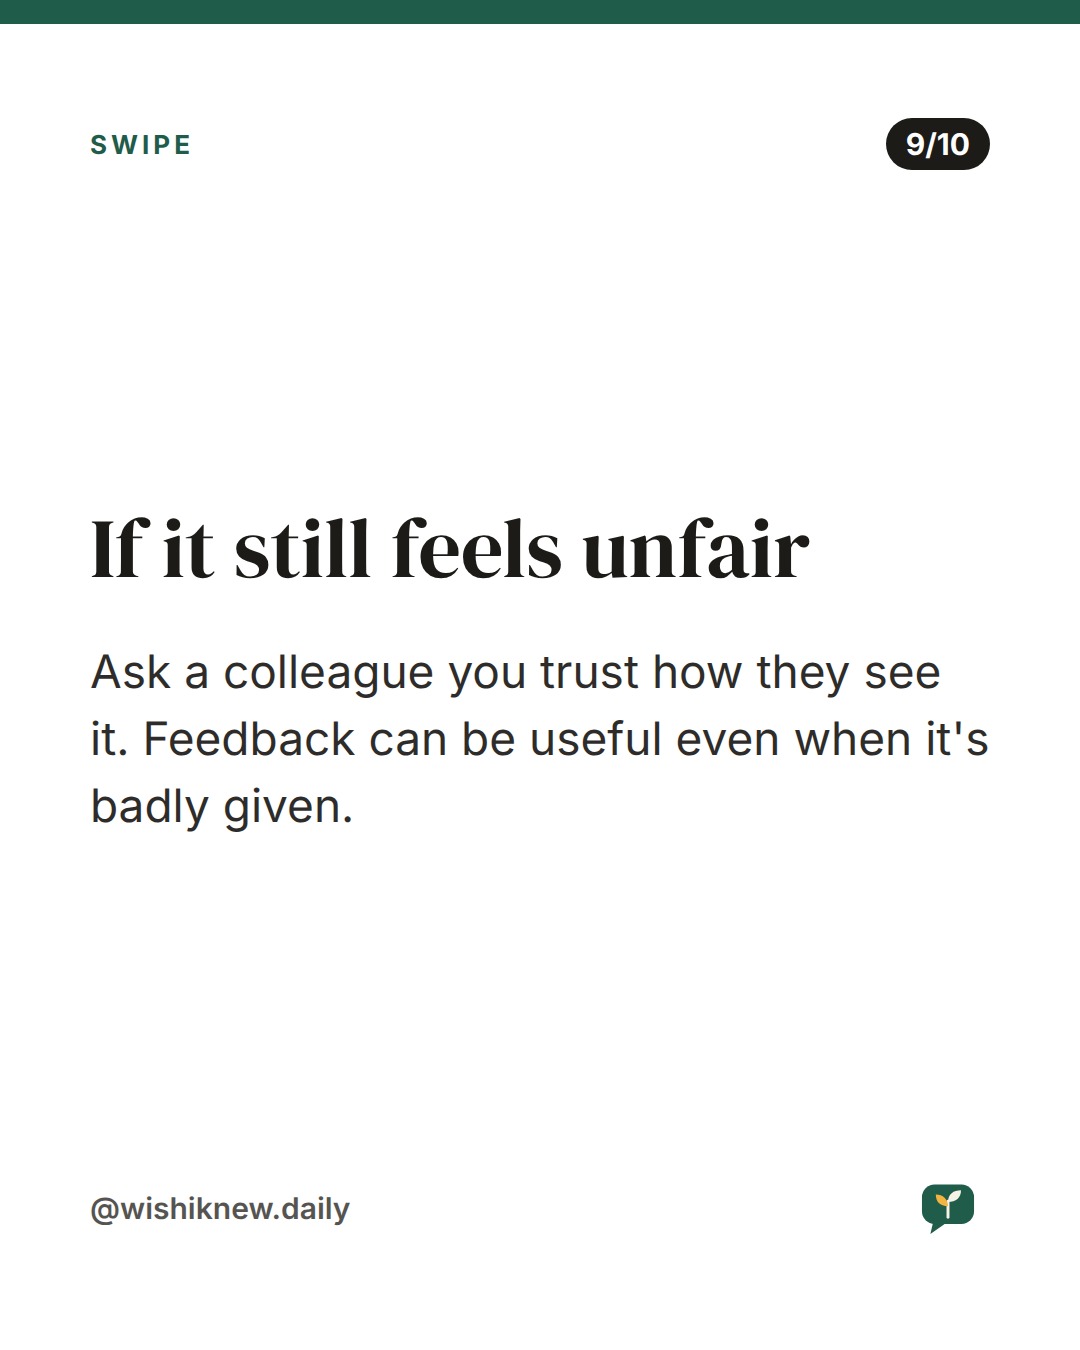 SWIPE
9/10
If it still feels unfair
Ask a colleague you trust how they see
it. Feedback can be useful even when it's
badly given.
@wishiknew.daily